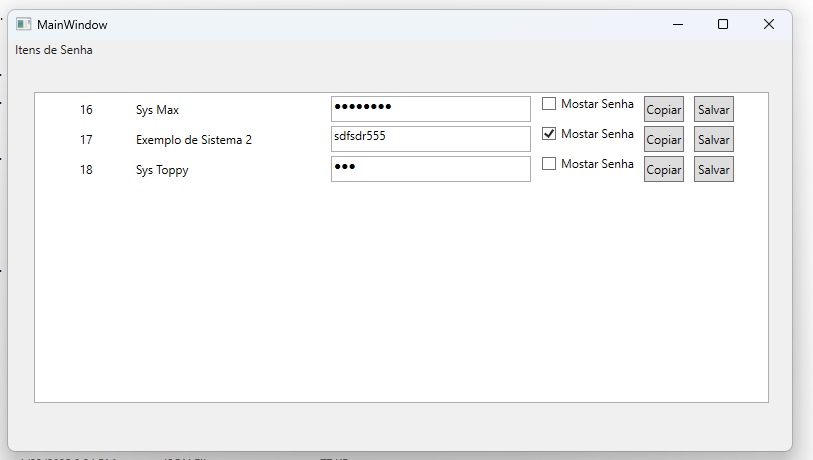 MainWindow
Itens de Senha
16 Sys Max ●●●●●●●● Mostar Senha Copiar Salvar
17 Exemplo de Sistema 2 sdfsdr555 Mostar Senha Copiar Salvar
18 Sys Toppy ●●● Mostar Senha Copiar Salvar